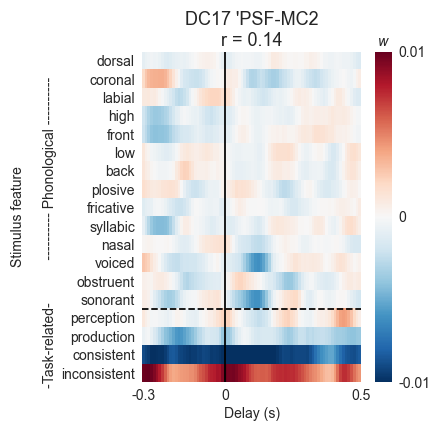 DC17 'PSF-MC2
r = 0.14
w
dorsal
coronal
labial
high
front
low
back
plosive
fricative
syllabic
nasal
voiced
obstruent
sonorant
perception
production
consistent
inconsistent
Stimulus feature
-Task-related- ----------- Phonological -----------
0.01
0
-0.01
-0.3 0 0.5
Delay (s)